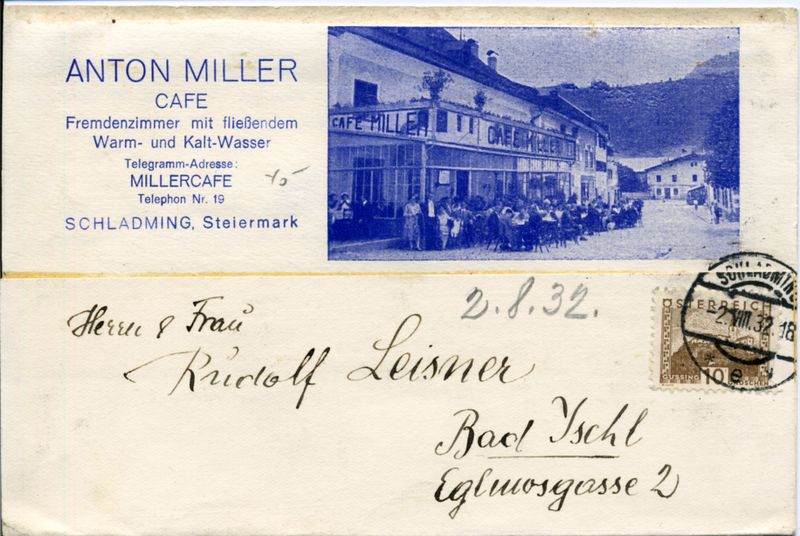 ANTON MILLER
CAFE
Fremdenzimmer mit fließendem
Warm- und Kalt-Wasser
Telegramm-Adresse:
MILLERCAFE
Telephon Nr. 19
SCHLADMING, Steiermark
CAFE MILLER
CAFE MILLER
2.8.32.
SCHLADMING
-2.VIII.32.18
* e *
ÖSTERREICH
GÜSSING 10 GROSCHEN
Herrn & Frau
Rudolf Leisner
Bad Ischl
Eglmosgasse 2